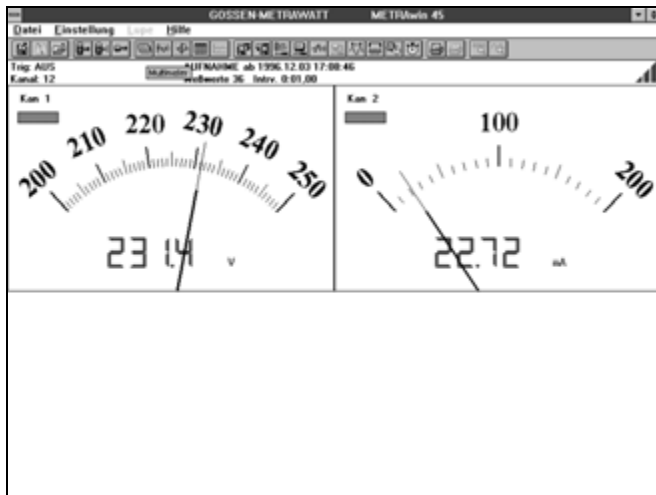 GOSSEN-METRAWATT METRAwin 45
Datei Einstellung Lupe Hilfe
Trig: AUS AUFNAHME ab 1996.12.03 17:08:46
Kanal: 12 Multimeter Meßwerte 36 Intrv. 0:01,00
Kan 1
200 210 220 230 240 250
231.4 V
Kan 2
0 100 200
22.72 mA